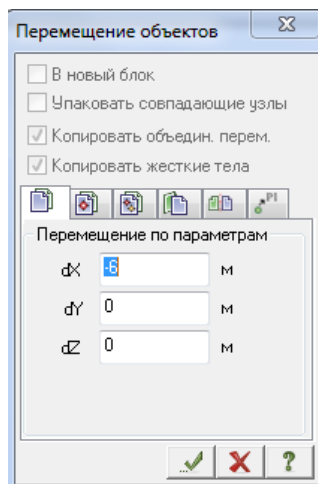 Перемещение объектов
В новый блок
Упаковать совпадающие узлы
Копировать объедин. перем.
Копировать жесткие тела
P1
Перемещение по параметрам
dX -6 м
dY 0 м
dZ 0 м
?